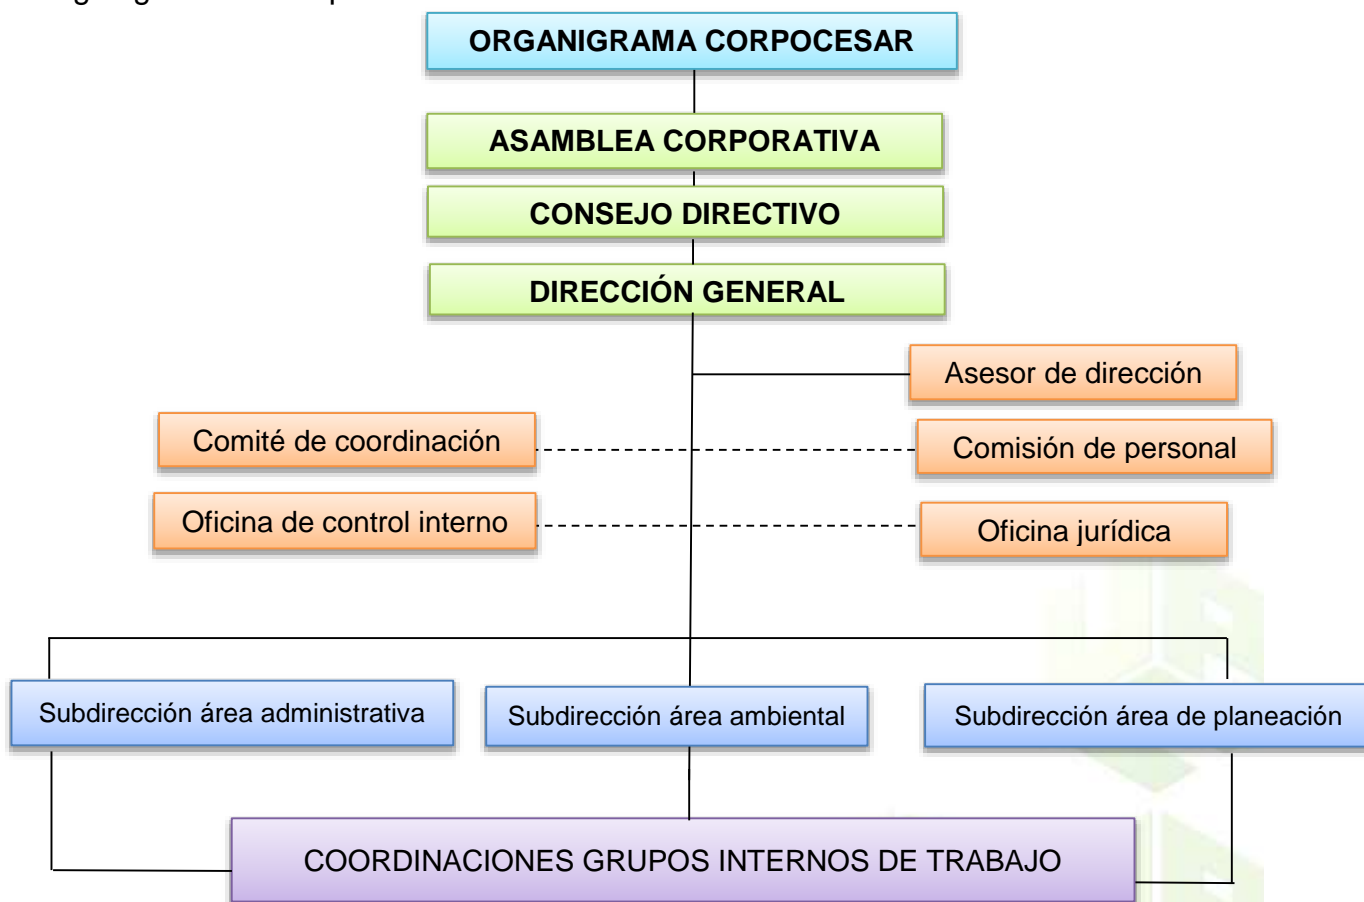 ORGANIGRAMA CORPOCESAR
ASAMBLEA CORPORATIVA
CONSEJO DIRECTIVO
DIRECCIÓN GENERAL
Asesor de dirección
Comité de coordinación
Comisión de personal
Oficina de control interno
Oficina jurídica
Subdirección área administrativa
Subdirección área ambiental
Subdirección área de planeación
COORDINACIONES GRUPOS INTERNOS DE TRABAJO